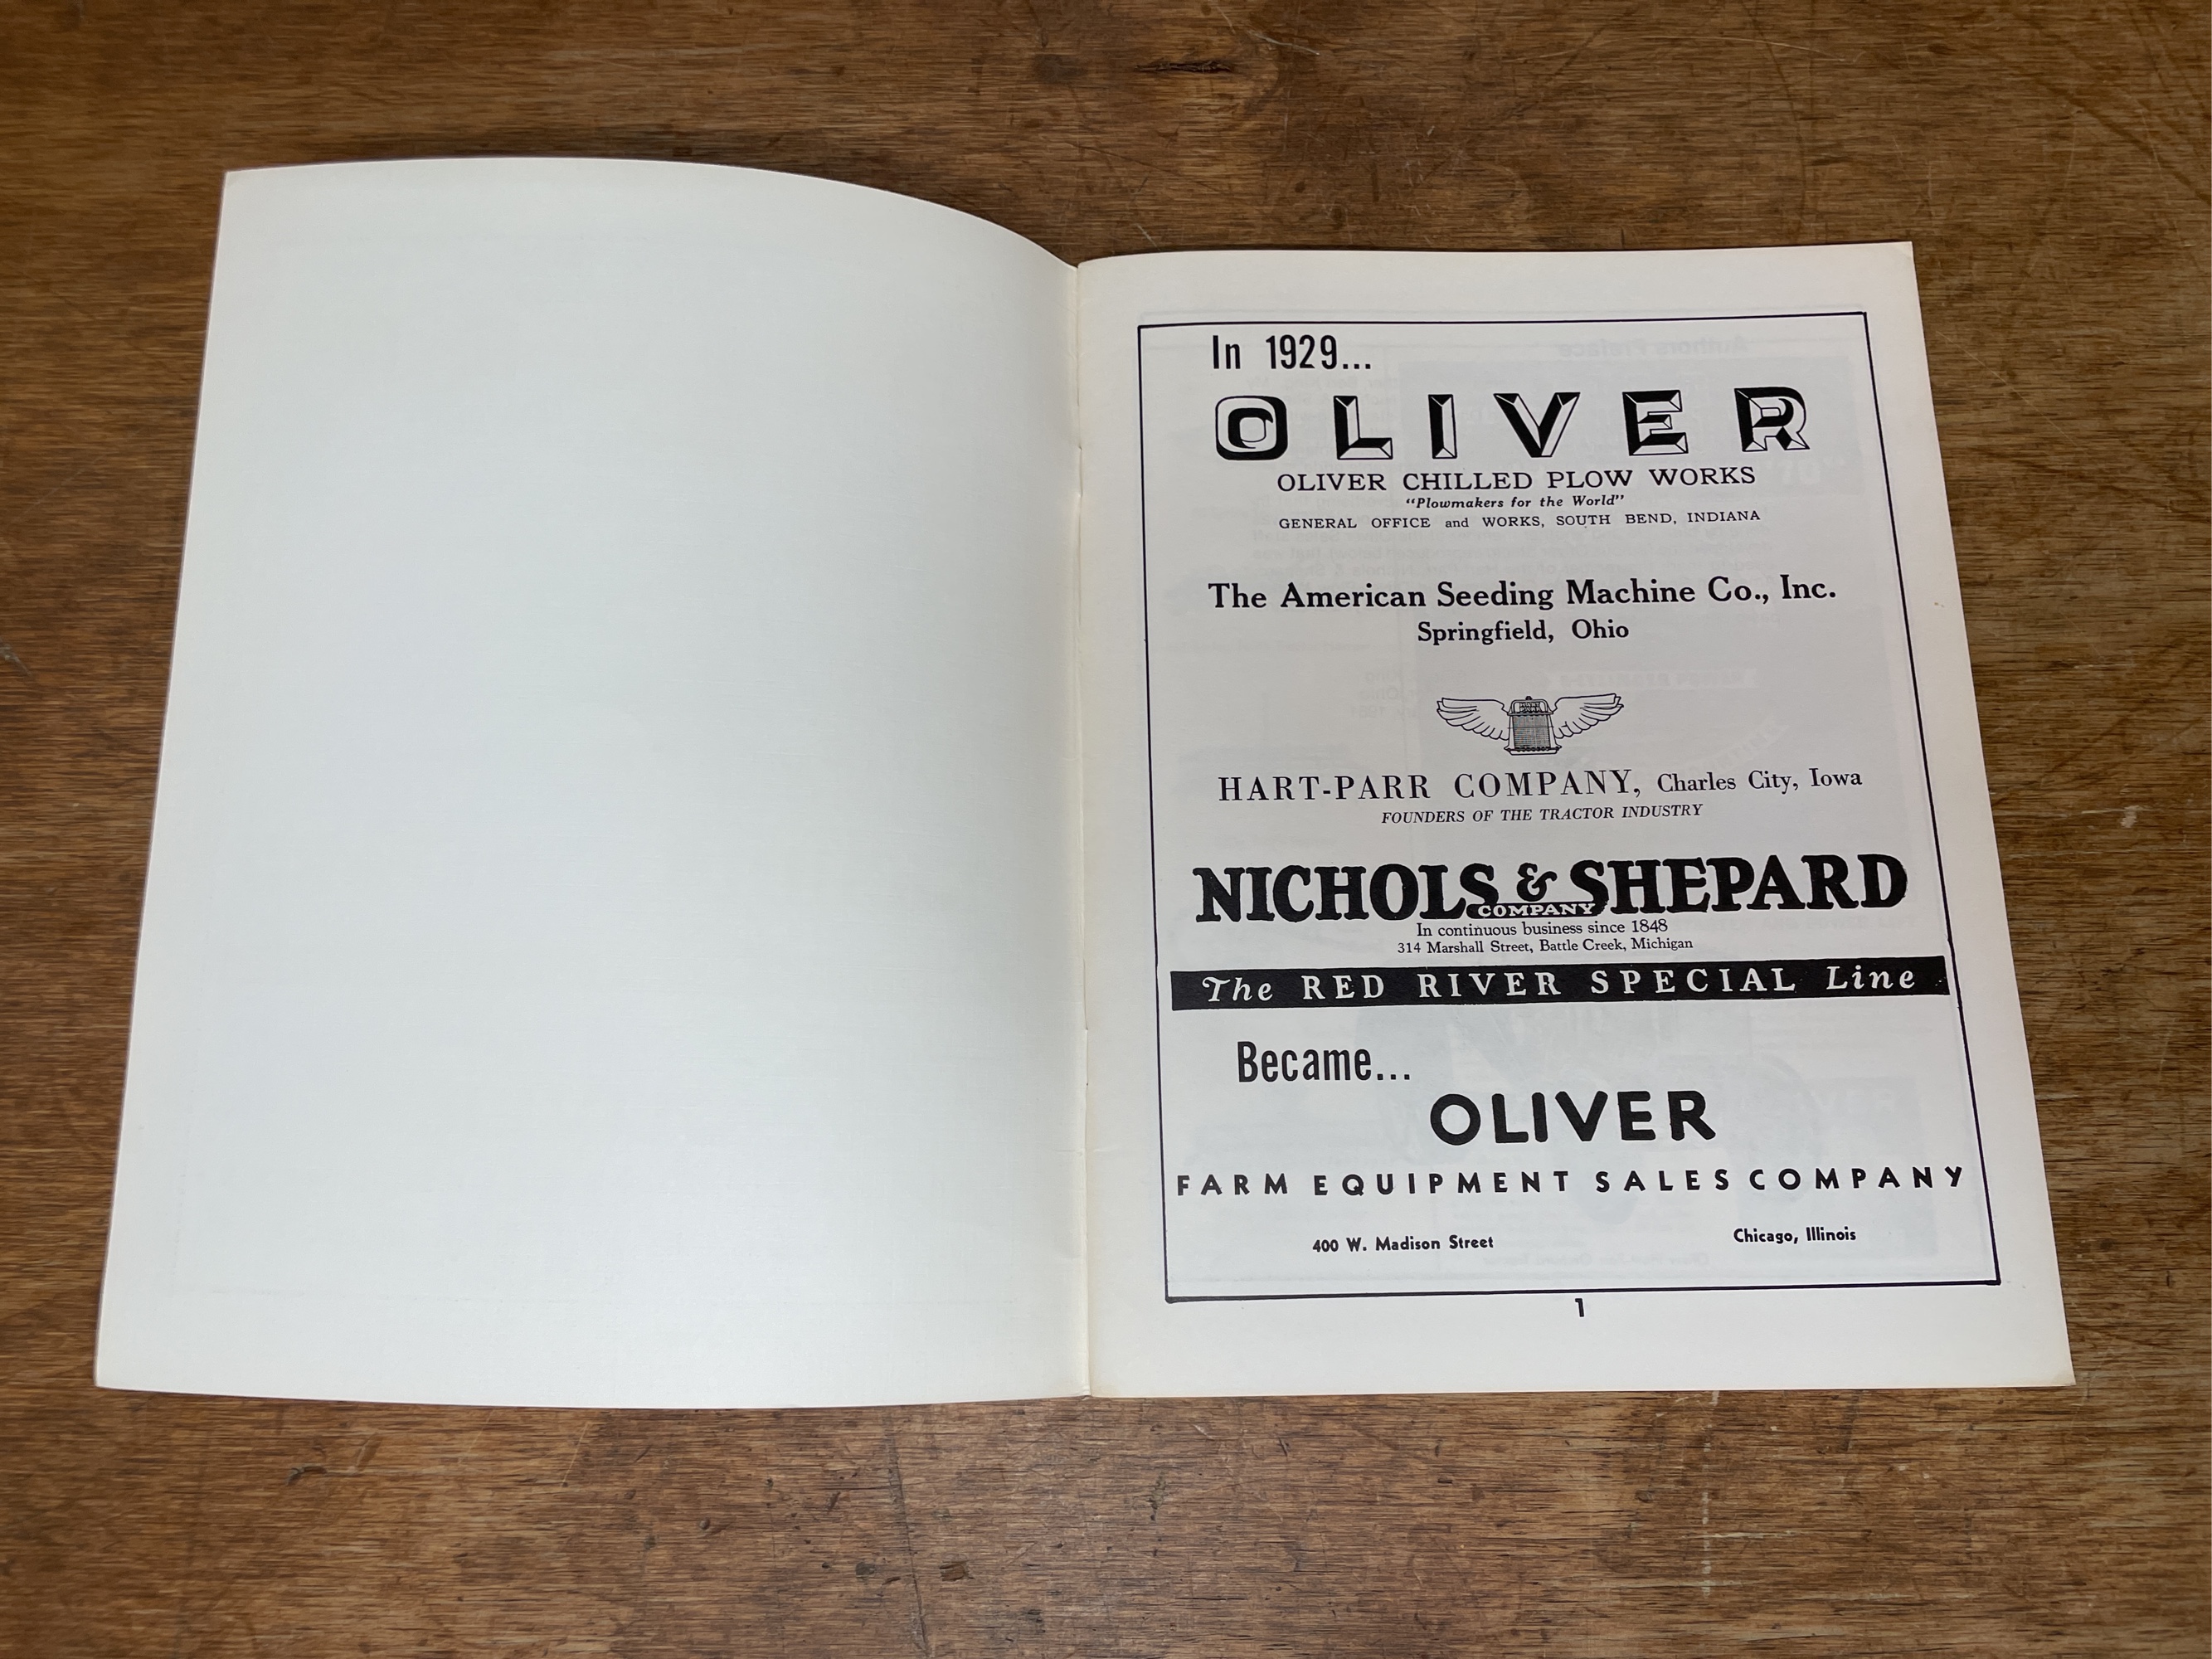 In 1929...
OLIVER
OLIVER CHILLED PLOW WORKS
"Plowmakers for the World"
GENERAL OFFICE and WORKS, SOUTH BEND, INDIANA
The American Seeding Machine Co., Inc.
Springfield, Ohio
HART-PARR COMPANY, Charles City, Iowa
FOUNDERS OF THE TRACTOR INDUSTRY
NICHOLS & SHEPARD
COMPANY
In continuous business since 1848
314 Marshall Street, Battle Creek, Michigan
The RED RIVER SPECIAL Line
Became...
OLIVER
FARM EQUIPMENT SALES COMPANY
400 W. Madison Street Chicago, Illinois
1